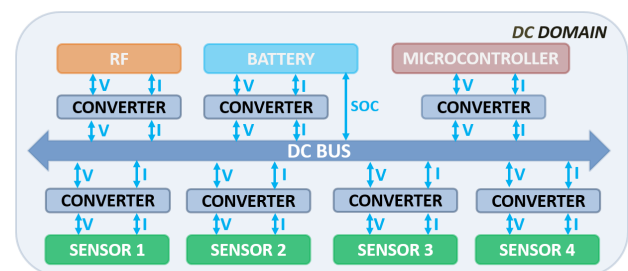 DC DOMAIN
RF BATTERY MICROCONTROLLER
V I V I V I
CONVERTER CONVERTER SOC CONVERTER
V I V I V I
DC BUS
V I V I V I V I
CONVERTER CONVERTER CONVERTER CONVERTER
V I V I V I V I
SENSOR 1 SENSOR 2 SENSOR 3 SENSOR 4